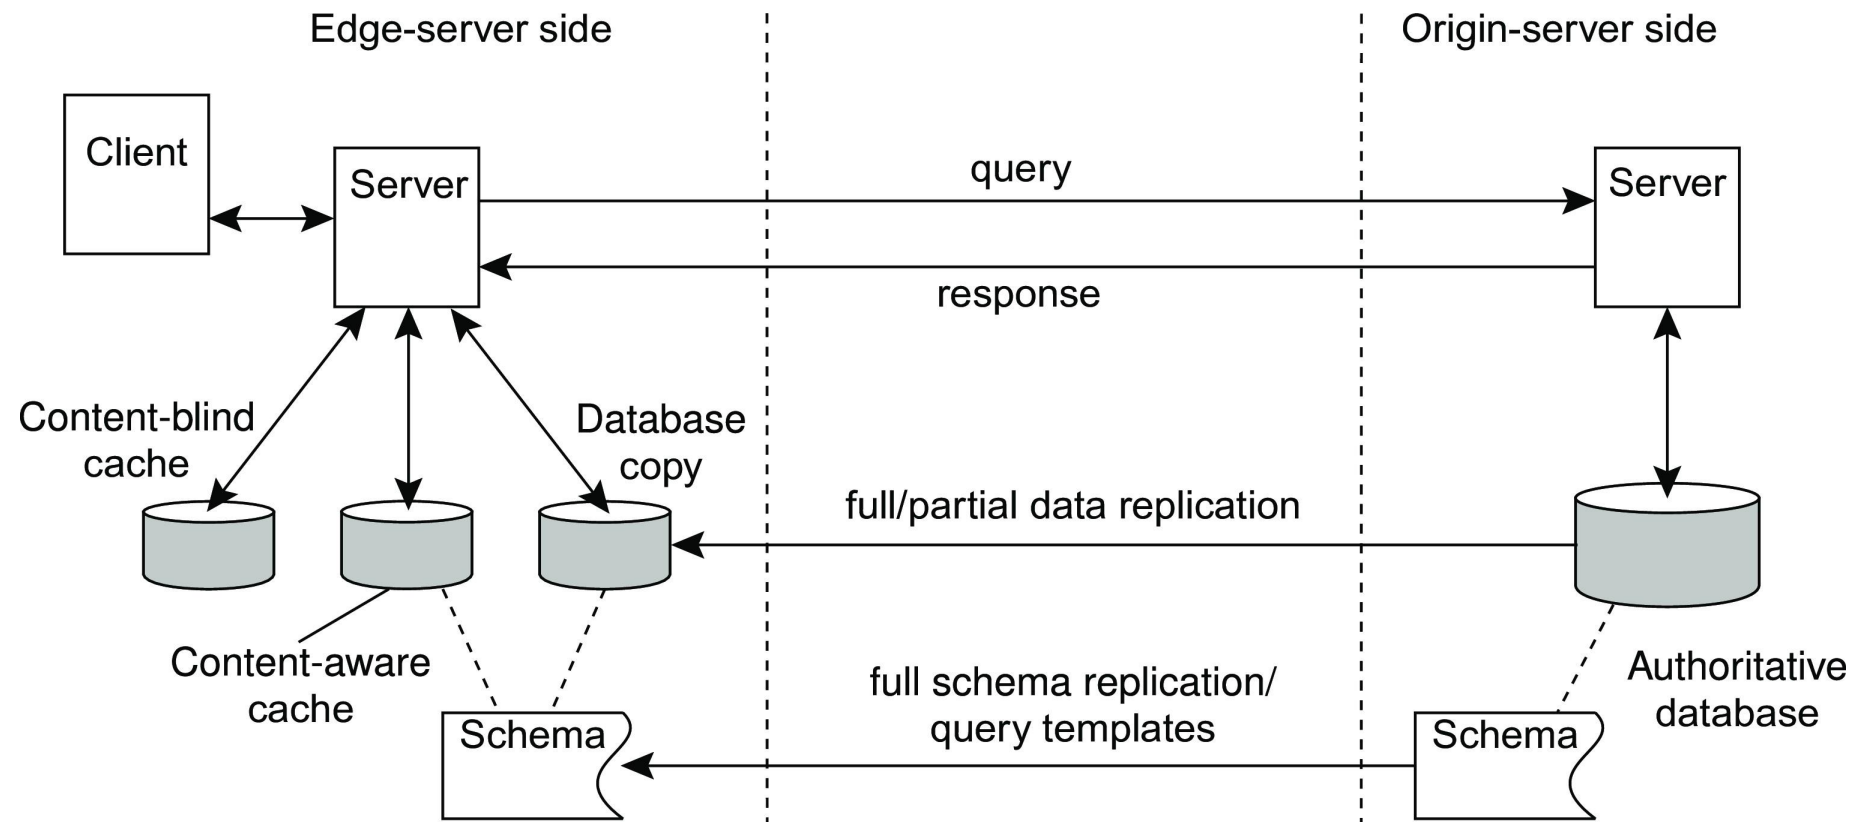 Edge-server side
Origin-server side
Client
Server
query
Server
response
Content-blind
cache
Database
copy
full/partial data replication
Content-aware
cache
full schema replication/
query templates
Authoritative
database
Schema
Schema